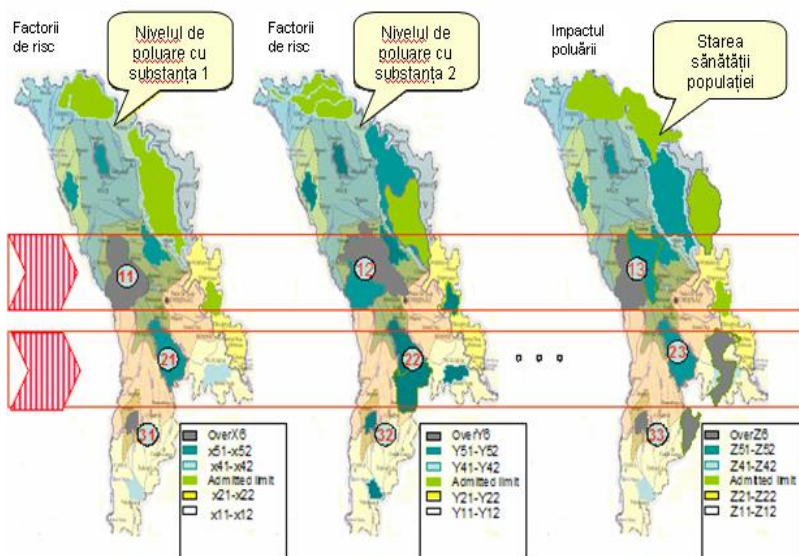 Factorii
de risc
Nivelul de
poluare cu
substanța 1
Factorii
de risc
Nivelul de
poluare cu
substanța 2
Impactul
poluării
Starea
sănătății
populației
11
12
13
21
22
23
...
31
32
33
OverX6
x51-x52
x41-x42
Admitted limit
x21-x22
x11-x12
OverY6
Y51-Y52
Y41-Y42
Admitted limit
Y21-Y22
Y11-Y12
OverZ6
Z51-Z52
Z41-Z42
Admitted limit
Z21-Z22
Z11-Z12